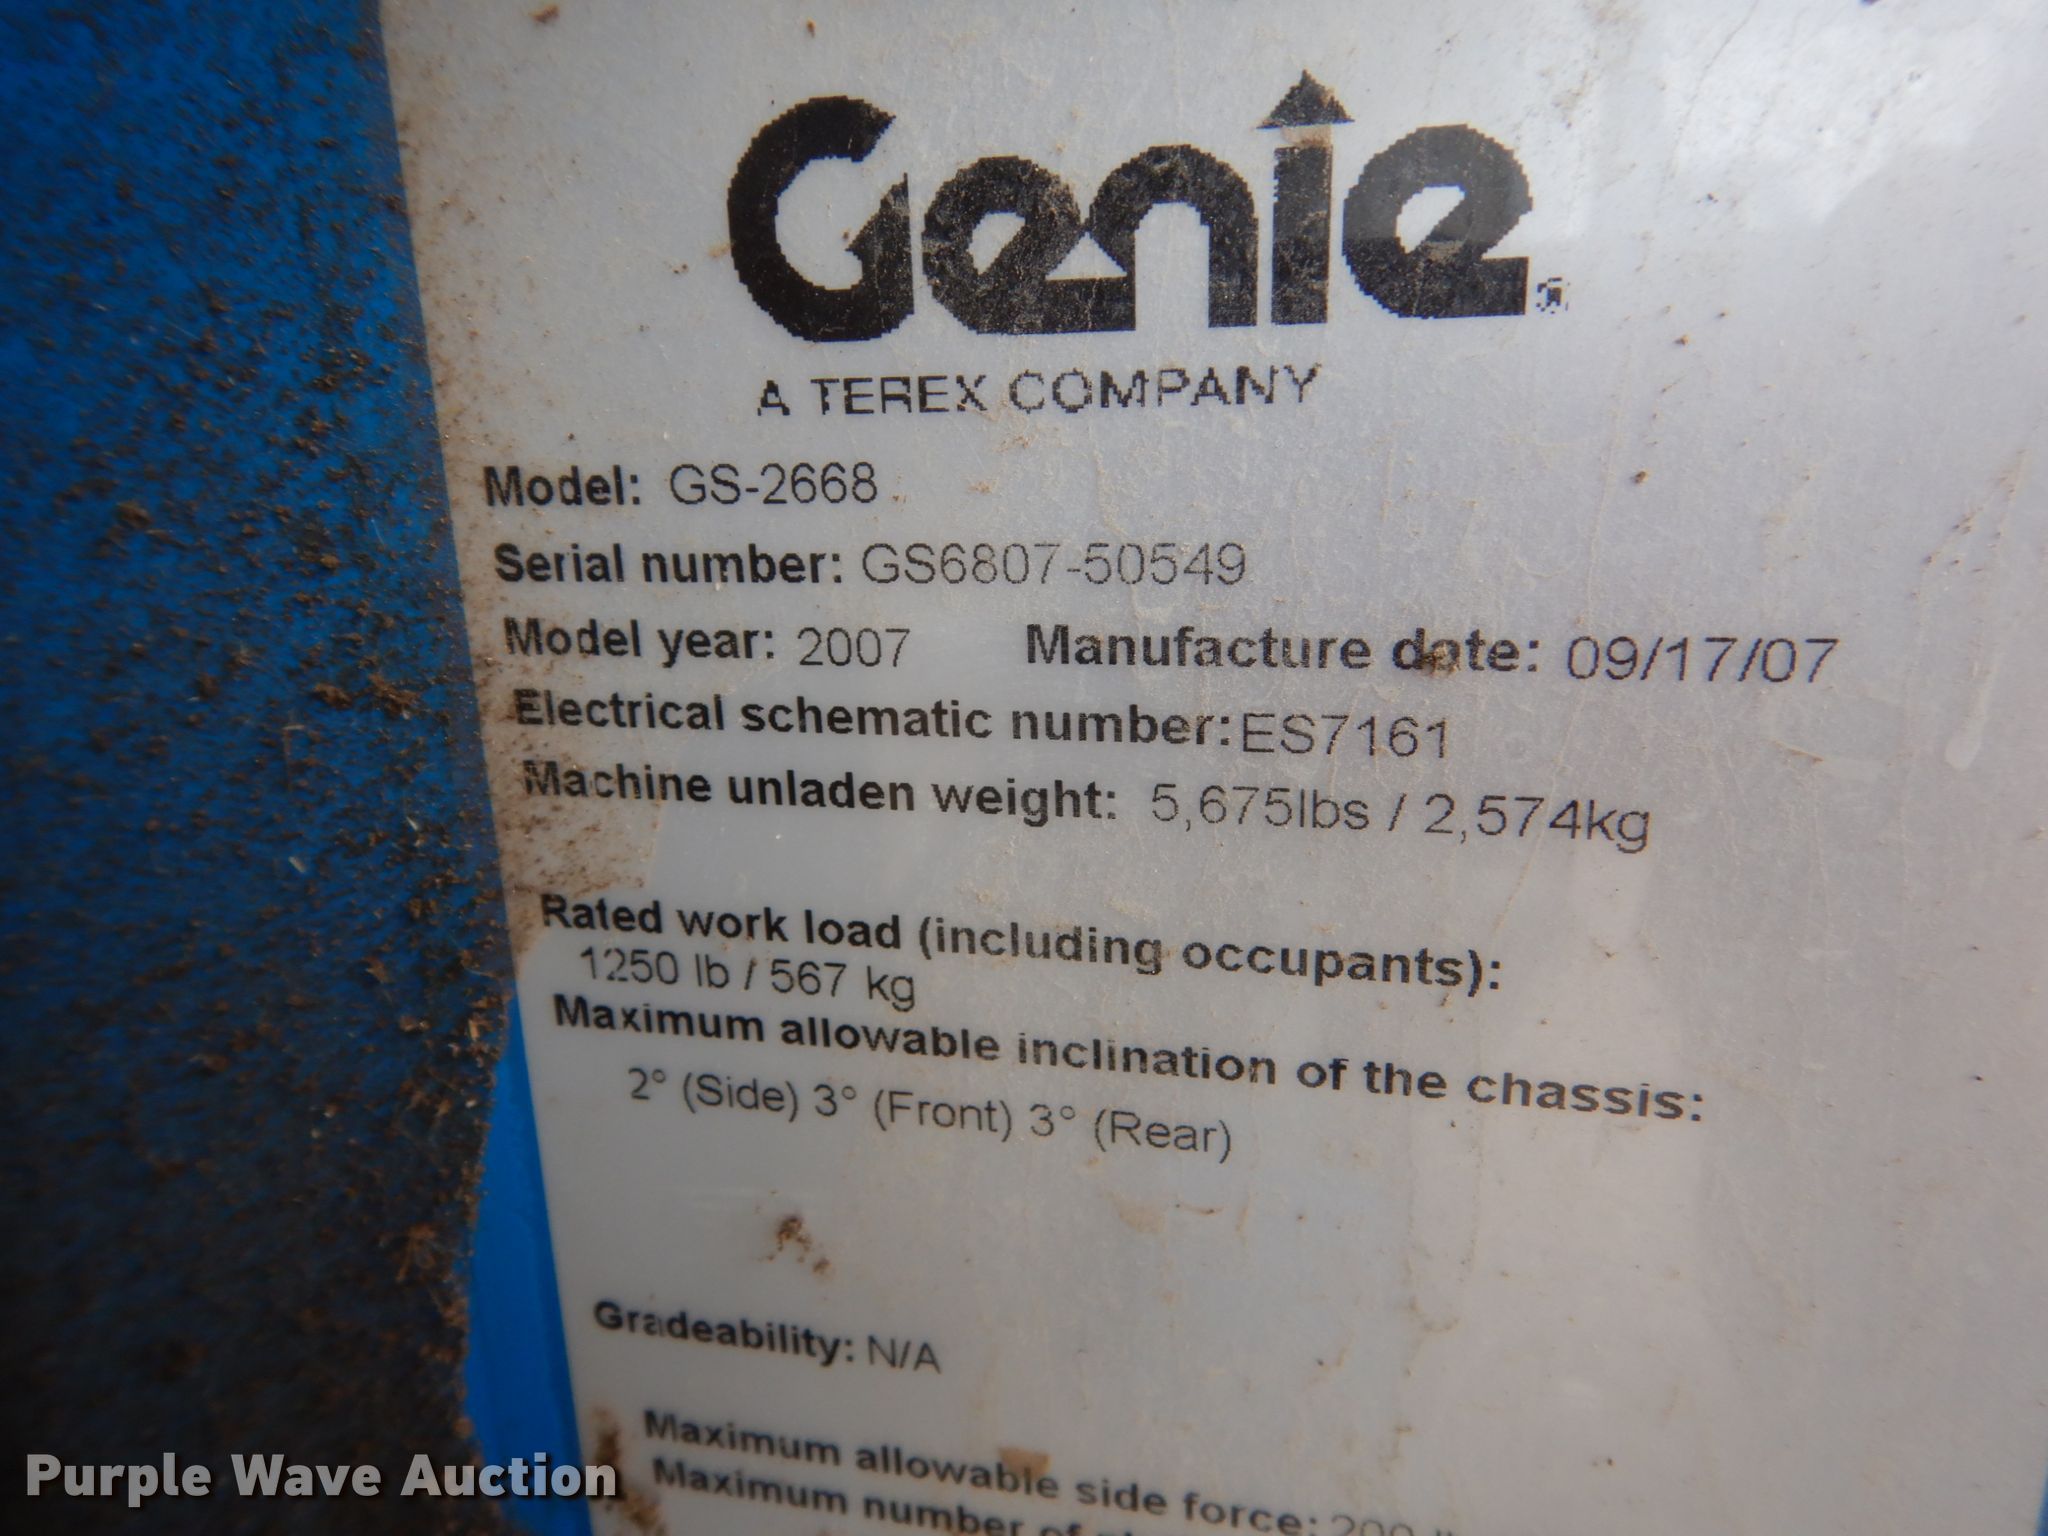 Genie®
A TEREX COMPANY
Model: GS-2668
Serial number: GS6807-50549
Model year: 2007 Manufacture date: 09/17/07
Electrical schematic number: ES7161
Machine unladen weight: 5,675lbs / 2,574kg
Rated work load (including occupants):
1250 lb / 567 kg
Maximum allowable inclination of the chassis:
2° (Side) 3° (Front) 3° (Rear)
Gradeability: N/A
Maximum allowable side force: 200
Maximum number of
Purple Wave Auction